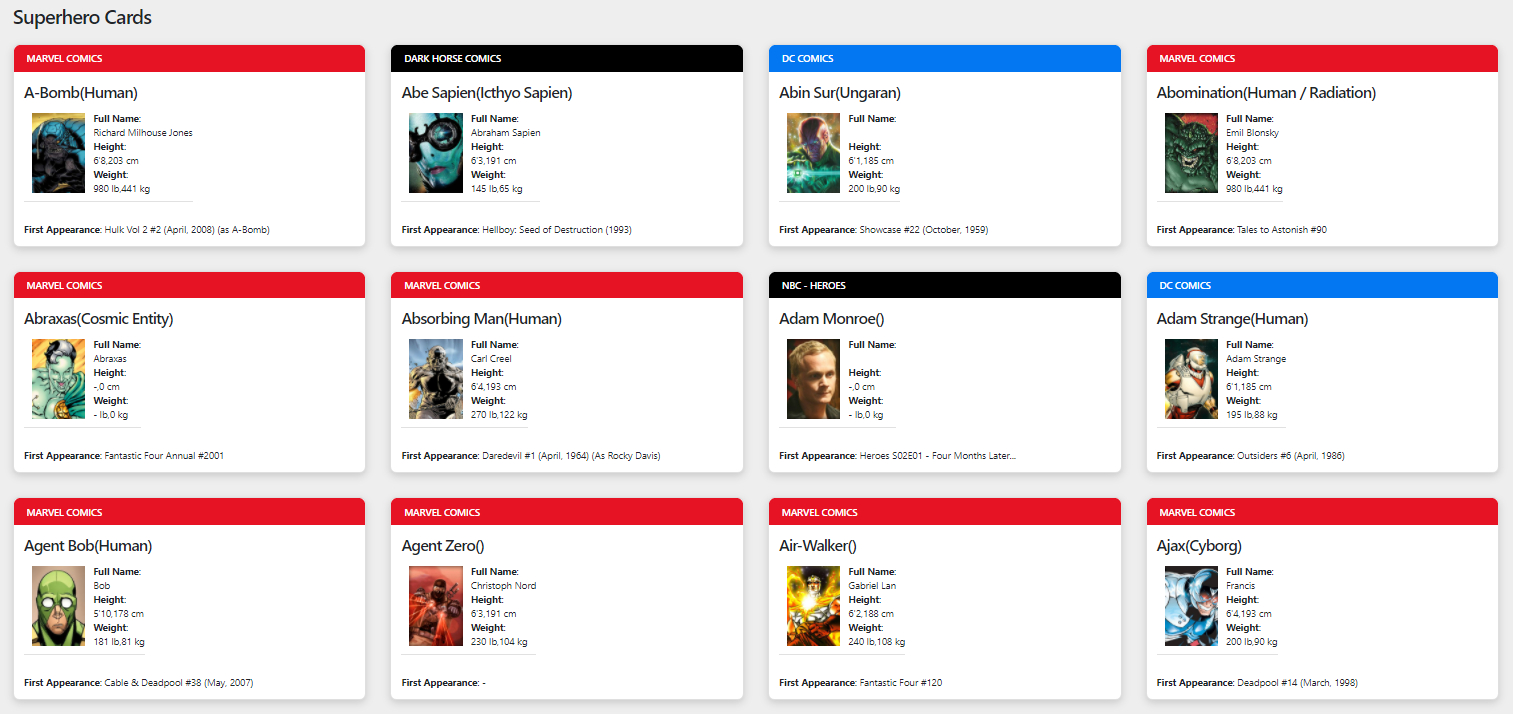 Superhero Cards
MARVEL COMICS
A-Bomb(Human)
Full Name:
Richard Milhouse Jones
Height:
6'8,203 cm
Weight:
980 lb,441 kg
First Appearance: Hulk Vol 2 #2 (April, 2008) (as A-Bomb)
DARK HORSE COMICS
Abe Sapien(Icthyo Sapien)
Full Name:
Abraham Sapien
Height:
6'3,191 cm
Weight:
145 lb,65 kg
First Appearance: Hellboy: Seed of Destruction (1993)
DC COMICS
Abin Sur(Ungaran)
Full Name:
Height:
6'1,185 cm
Weight:
200 lb,90 kg
First Appearance: Showcase #22 (October, 1959)
MARVEL COMICS
Abomination(Human / Radiation)
Full Name:
Emil Blonsky
Height:
6'8,203 cm
Weight:
980 lb,441 kg
First Appearance: Tales to Astonish #90
MARVEL COMICS
Abraxas(Cosmic Entity)
Full Name:
Abraxas
Height:
-,0 cm
Weight:
- lb,0 kg
First Appearance: Fantastic Four Annual #2001
MARVEL COMICS
Absorbing Man(Human)
Full Name:
Carl Creel
Height:
6'4,193 cm
Weight:
270 lb,122 kg
First Appearance: Daredevil #1 (April, 1964) (As Rocky Davis)
NBC - HEROES
Adam Monroe()
Full Name:
Height:
-,0 cm
Weight:
- lb,0 kg
First Appearance: Heroes S02E01 - Four Months Later...
DC COMICS
Adam Strange(Human)
Full Name:
Adam Strange
Height:
6'1,185 cm
Weight:
195 lb,88 kg
First Appearance: Outsiders #6 (April, 1986)
MARVEL COMICS
Agent Bob(Human)
Full Name:
Bob
Height:
5'10,178 cm
Weight:
181 lb,81 kg
First Appearance: Cable & Deadpool #38 (May, 2007)
MARVEL COMICS
Agent Zero()
Full Name:
Christoph Nord
Height:
6'3,191 cm
Weight:
230 lb,104 kg
First Appearance: -
MARVEL COMICS
Air-Walker()
Full Name:
Gabriel Lan
Height:
6'2,188 cm
Weight:
240 lb,108 kg
First Appearance: Fantastic Four #120
MARVEL COMICS
Ajax(Cyborg)
Full Name:
Francis
Height:
6'4,193 cm
Weight:
200 lb,90 kg
First Appearance: Deadpool #14 (March, 1998)